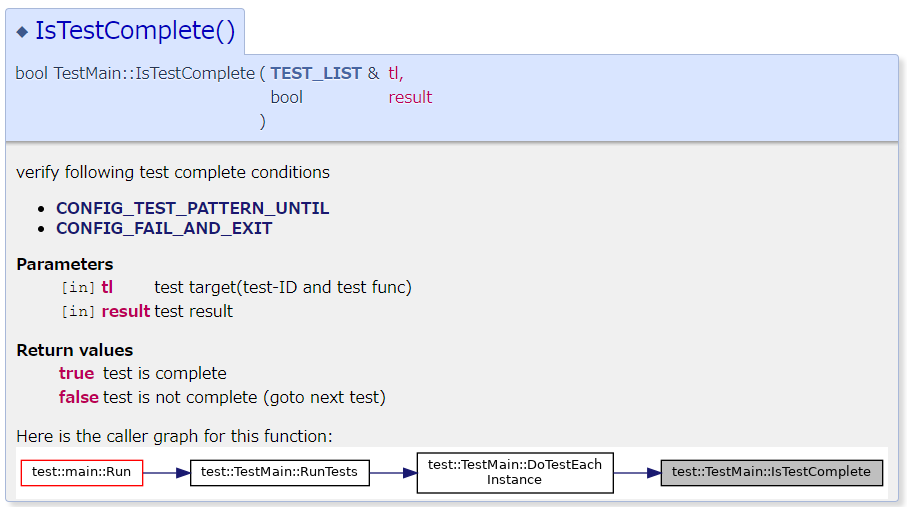 ◆ IsTestComplete()
bool TestMain::IsTestComplete ( TEST_LIST & tl,
bool result
)
verify following test complete conditions
• CONFIG_TEST_PATTERN_UNTIL
• CONFIG_FAIL_AND_EXIT
Parameters
[in] tl test target(test-ID and test func)
[in] result test result
Return values
true test is complete
false test is not complete (goto next test)
Here is the caller graph for this function:
test::main::Run test::TestMain::RunTests test::TestMain::DoTestEach
Instance test::TestMain::IsTestComplete